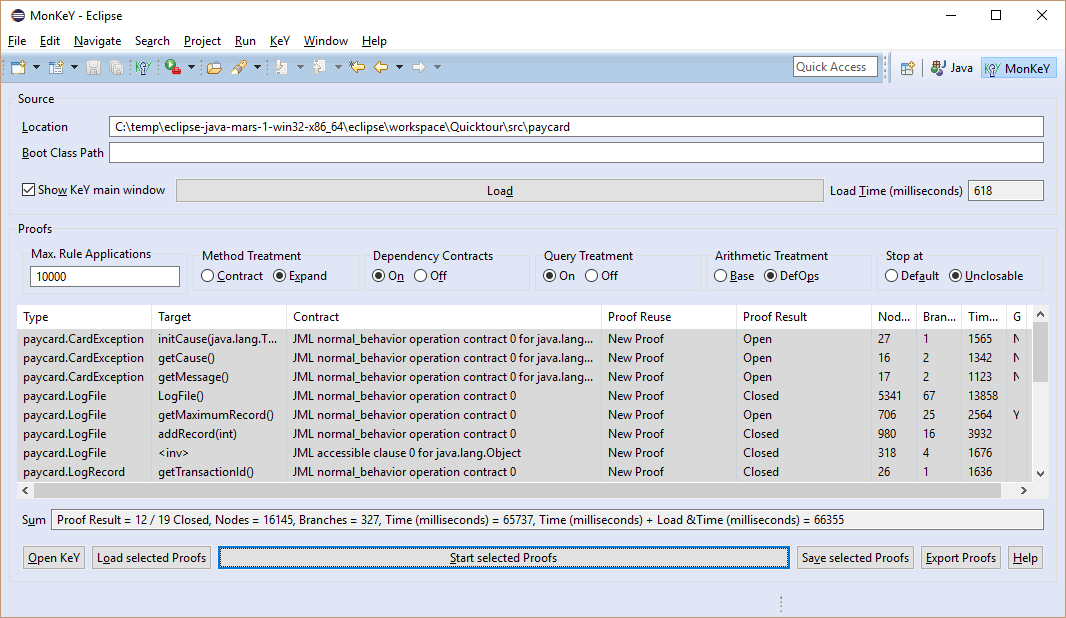 MonKeY - Eclipse
File Edit Navigate Search Project Run KeY Window Help
Quick Access Java MonKeY
Source
Location C:\temp\eclipse-java-mars-1-win32-x86_64\eclipse\workspace\Quicktour\src\paycard
Boot Class Path
Show KeY main window Load Load Time (milliseconds) 618
Proofs
Max. Rule Applications Method Treatment Dependency Contracts Query Treatment Arithmetic Treatment Stop at
10000 Contract Expand On Off On Off Base DefOps Default Unclosable
Type Target Contract Proof Reuse Proof Result Nod... Bran... Tim... G
paycard.CardException initCause(java.lang.T... JML normal_behavior operation contract 0 for java.lang... New Proof Open 27 1 1565 N
paycard.CardException getCause() JML normal_behavior operation contract 0 for java.lang... New Proof Open 16 2 1342 N
paycard.CardException getMessage() JML normal_behavior operation contract 0 for java.lang... New Proof Open 17 2 1123 N
paycard.LogFile LogFile() JML normal_behavior operation contract 0 New Proof Closed 5341 67 13858
paycard.LogFile getMaximumRecord() JML normal_behavior operation contract 0 New Proof Open 706 25 2564 Y
paycard.LogFile addRecord(int) JML normal_behavior operation contract 0 New Proof Closed 980 16 3932
paycard.LogFile <inv> JML accessible clause 0 for java.lang.Object New Proof Closed 318 4 1676
paycard.LogRecord getTransactionId() JML normal_behavior operation contract 0 New Proof Closed 26 1 1636
Sum Proof Result = 12 / 19 Closed, Nodes = 16145, Branches = 327, Time (milliseconds) = 65737, Time (milliseconds) + Load &Time (milliseconds) = 66355
Open KeY Load selected Proofs Start selected Proofs Save selected Proofs Export Proofs Help